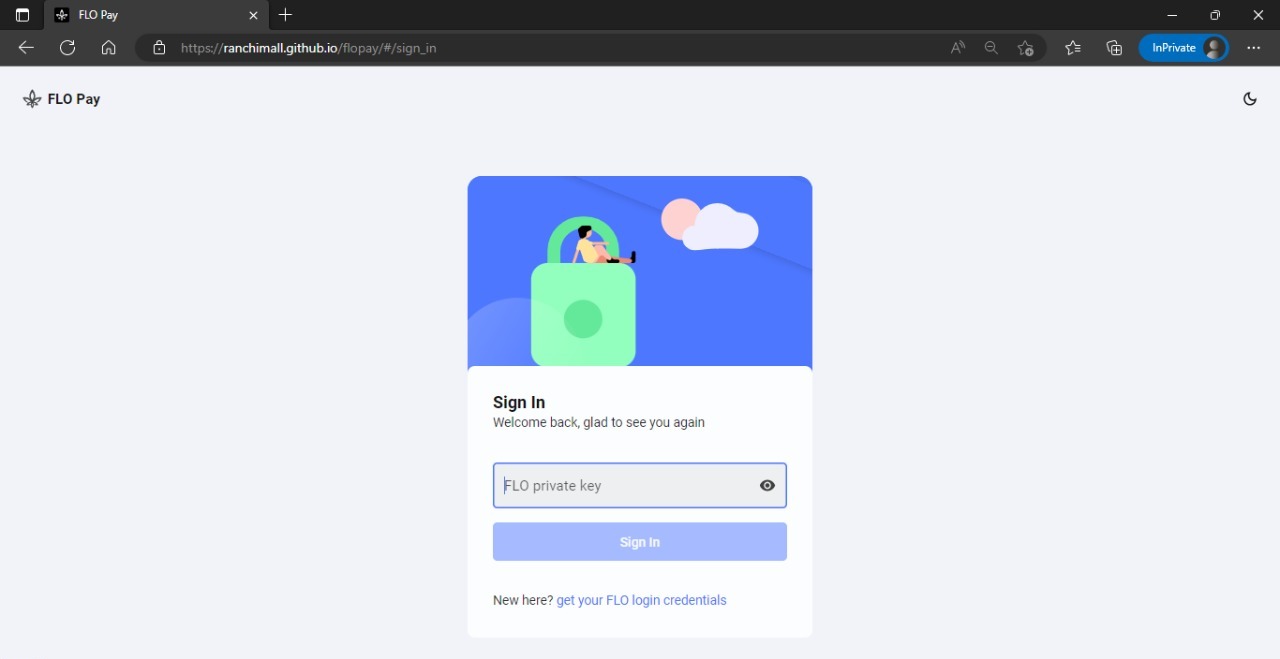 FLO Pay
https://ranchimall.github.io/flopay/#/sign_in
InPrivate
FLO Pay
Sign In
Welcome back, glad to see you again
FLO private key
Sign In
New here? get your FLO login credentials